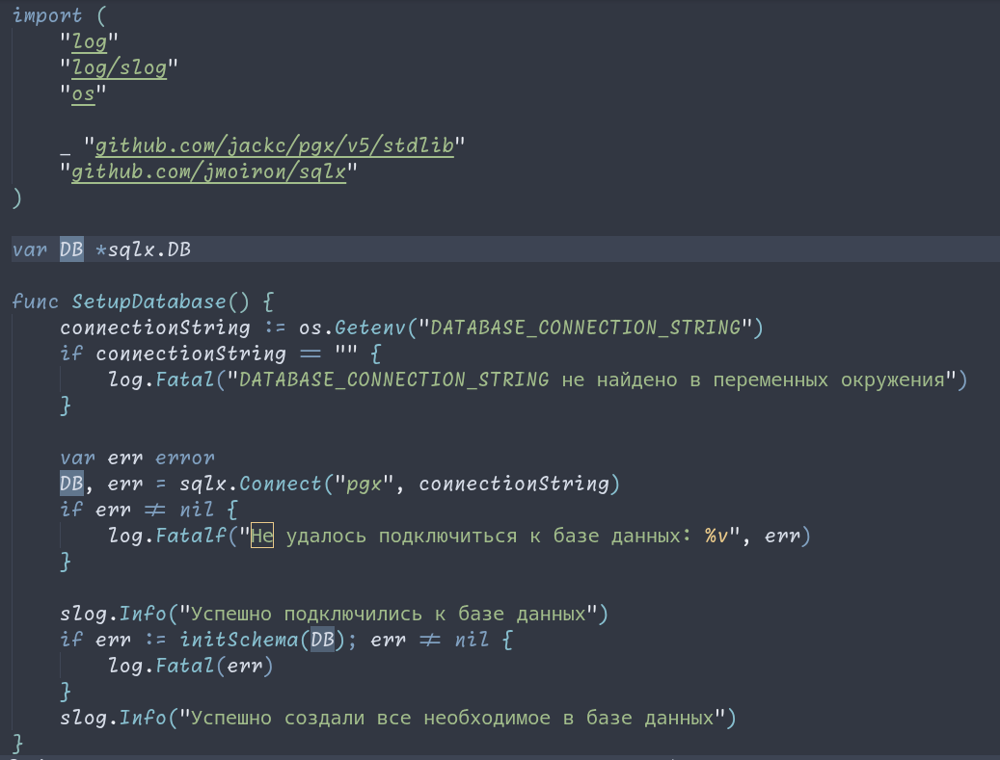 import (
    "log"
    "log/slog"
    "os"

    _ "github.com/jackc/pgx/v5/stdlib"
    "github.com/jmoiron/sqlx"
)

var DB *sqlx.DB

func SetupDatabase() {
    connectionString := os.Getenv("DATABASE_CONNECTION_STRING")
    if connectionString == "" {
        log.Fatal("DATABASE_CONNECTION_STRING не найдено в переменных окружения")
    }

    var err error
    DB, err = sqlx.Connect("pgx", connectionString)
    if err != nil {
        log.Fatalf("Не удалось подключиться к базе данных: %v", err)
    }

    slog.Info("Успешно подключились к базе данных")
    if err := initSchema(DB); err != nil {
        log.Fatal(err)
    }
    slog.Info("Успешно создали все необходимое в базе данных")
}